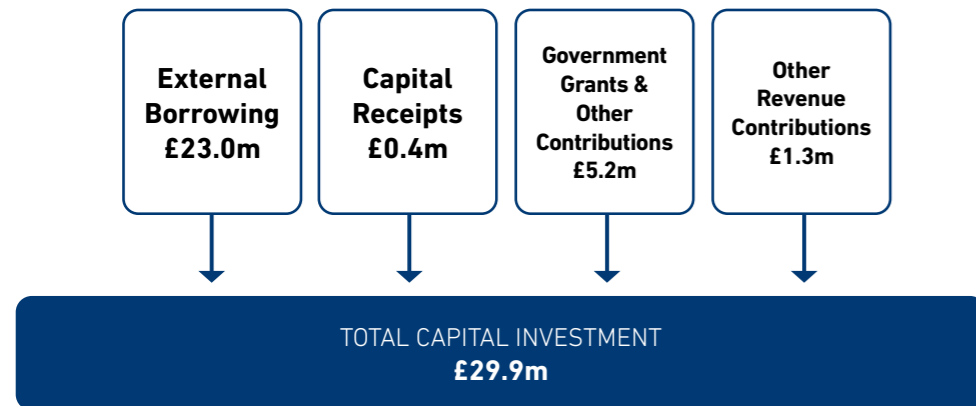 External
Borrowing
£23.0m
Capital
Receipts
£0.4m
Government
Grants &
Other
Contributions
£5.2m
Other
Revenue
Contributions
£1.3m
TOTAL CAPITAL INVESTMENT
£29.9m